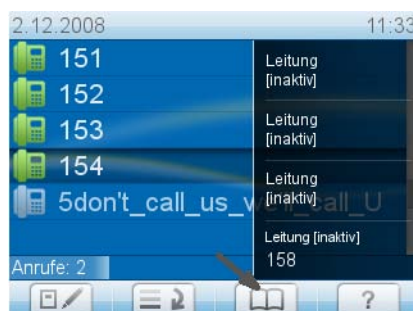 2.12.2008 11:33
151
152
153
154
5don't_call_us_we'll_call_U
Leitung
[inaktiv]
Leitung
[inaktiv]
Leitung
[inaktiv]
Leitung [inaktiv]
158
Anrufe: 2
?